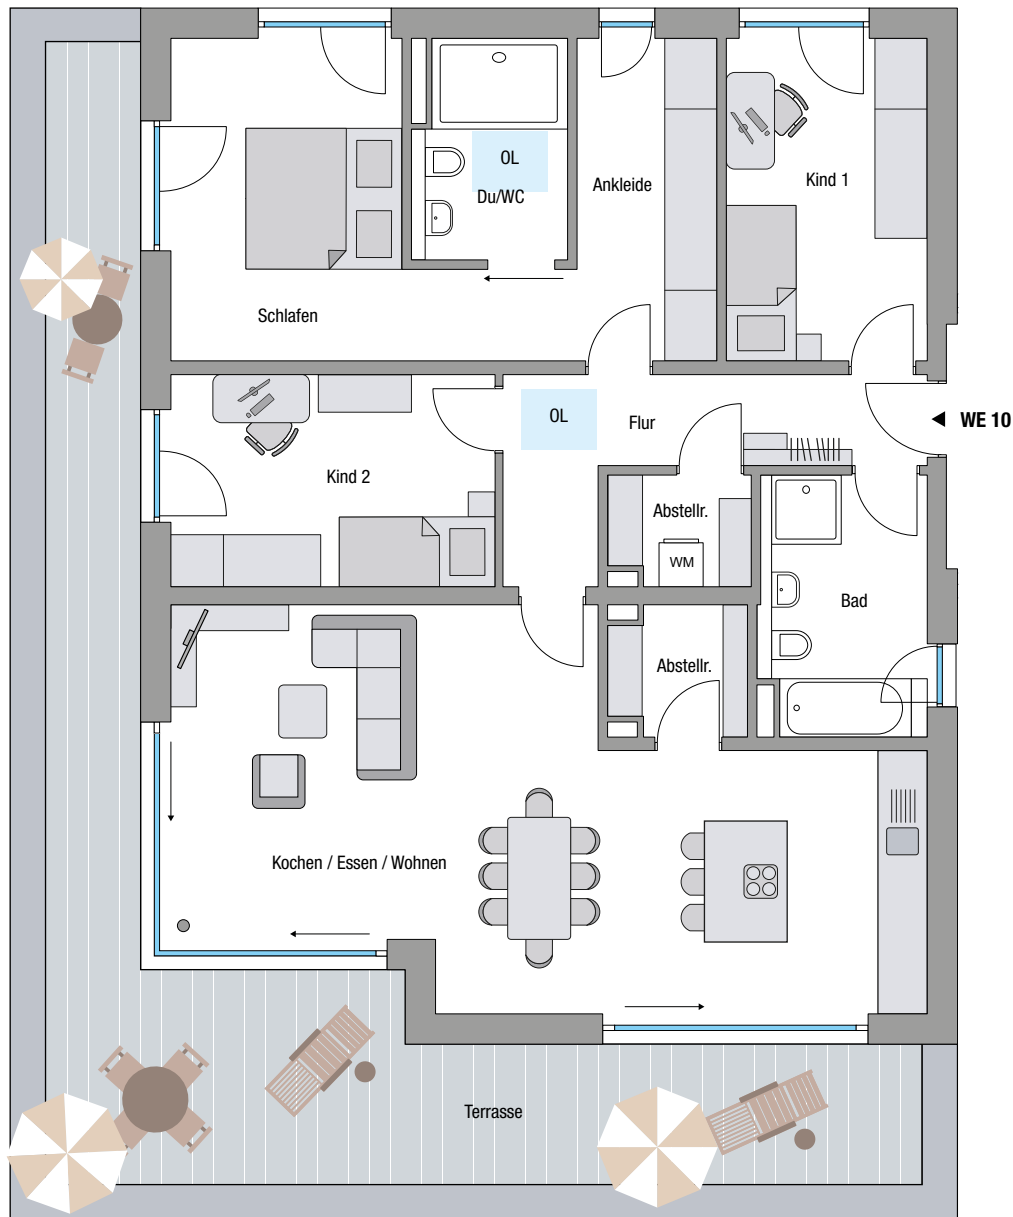 OL
Du/WC
Ankleide
Kind 1
Schlafen
OL
Flur
WE 10
Kind 2
Abstellr.
WM
Bad
Abstellr.
Kochen / Essen / Wohnen
Terrasse